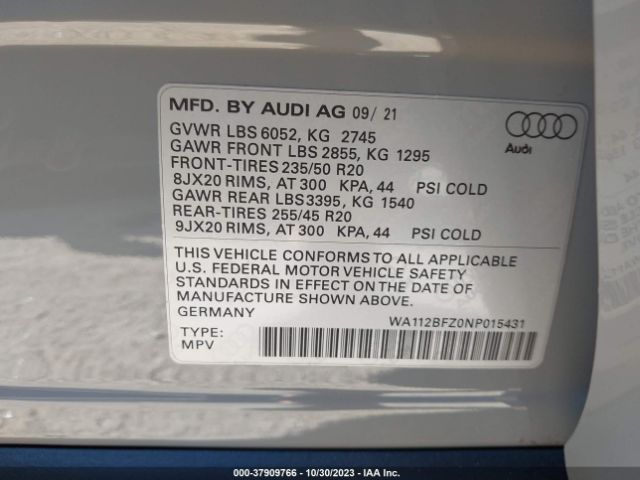 MFD. BY AUDI AG 09/ 21
GVWR LBS 6052, KG 2745
GAWR FRONT LBS 2855, KG 1295
FRONT-TIRES 235/50 R20
8JX20 RIMS, AT 300 KPA, 44 PSI COLD
GAWR REAR LBS3395, KG 1540
REAR-TIRES 255/45 R20
9JX20 RIMS, AT 300 KPA, 44 PSI COLD
Audi
THIS VEHICLE CONFORMS TO ALL APPLICABLE
U.S. FEDERAL MOTOR VEHICLE SAFETY
STANDARDS IN EFFECT ON THE DATE OF
MANUFACTURE SHOWN ABOVE.
GERMANY
WA112BFZ0NP015431
TYPE:
MPV
000-37909766 - 10/30/2023 - IAA Inc.